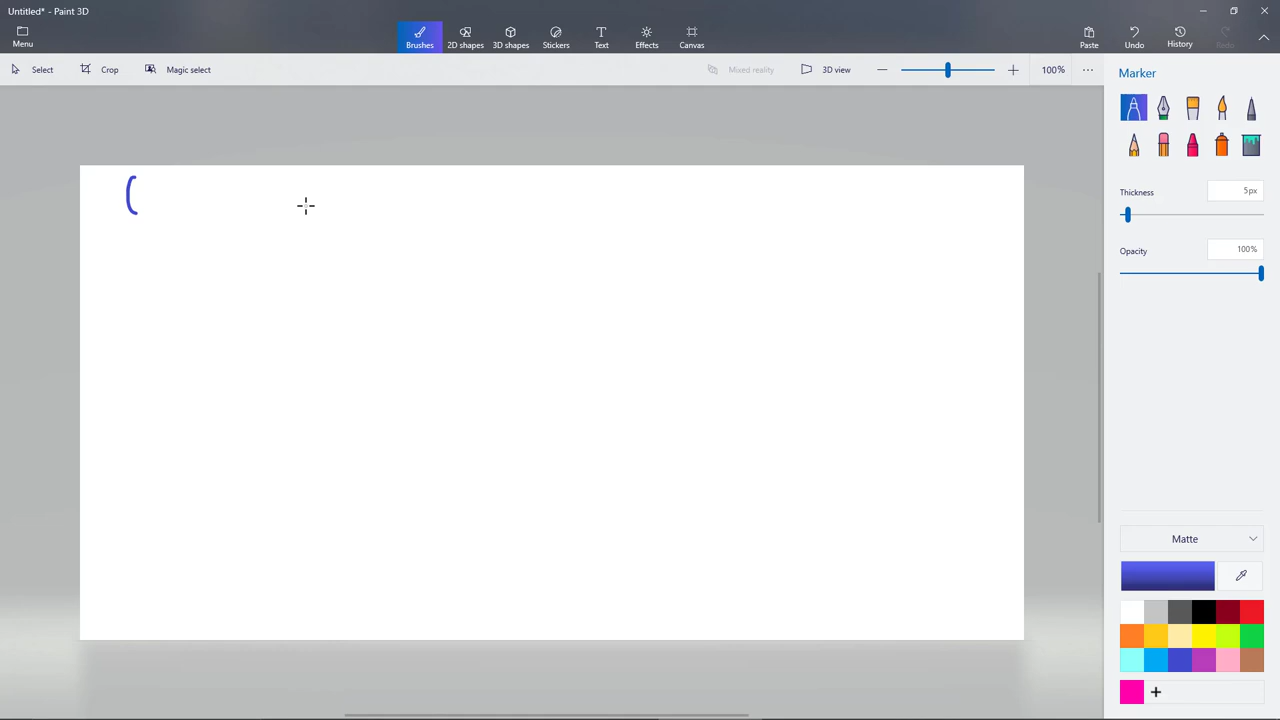 Untitled* - Paint 3D
Menu
Brushes 2D shapes 3D shapes Stickers Text Effects Canvas Paste Undo History Redo
Select Crop Magic select Mixed reality 3D view 100%
Marker
Thickness 5px
Opacity 100%
(
Matte